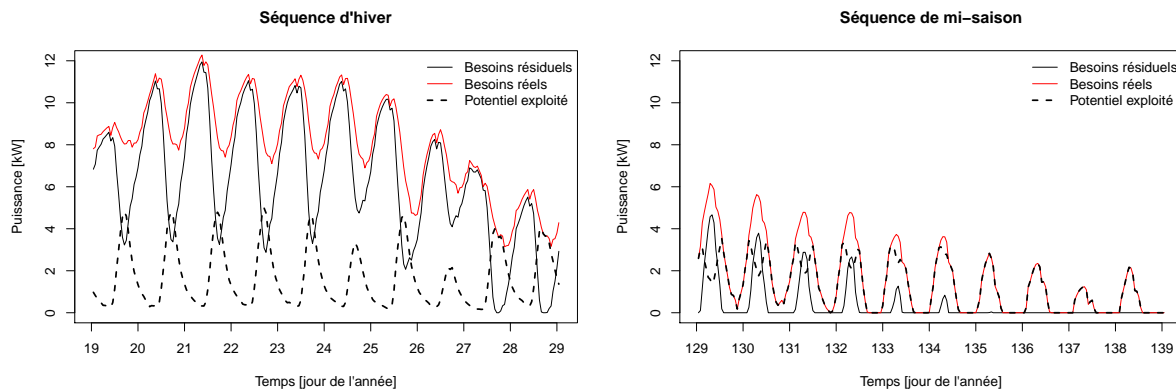 Séquence d'hiver
Puissance [kW]
12
10
8
6
4
2
0
Besoins résiduels
Besoins réels
Potentiel exploité
19 20 21 22 23 24 25 26 27 28 29
Temps [jour de l'année]
Séquence de mi−saison
Puissance [kW]
12
10
8
6
4
2
0
Besoins résiduels
Besoins réels
Potentiel exploité
129 130 131 132 133 134 135 136 137 138 139
Temps [jour de l'année]